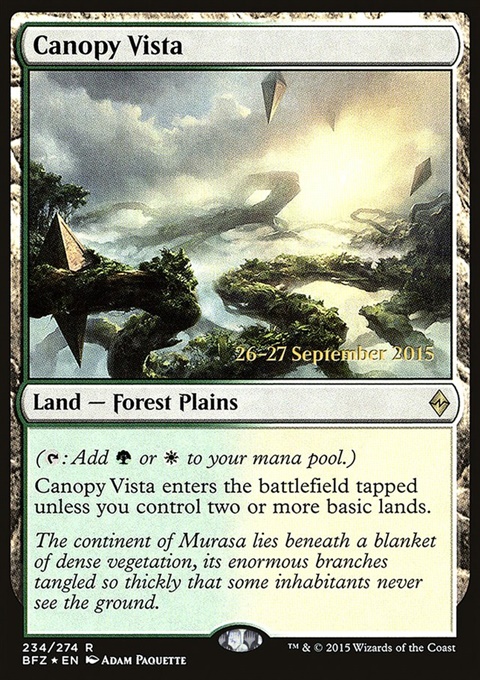 Canopy Vista
26–27 September 2015
Land — Forest Plains
(: Add or to your mana pool.)
Canopy Vista enters the battlefield tapped
unless you control two or more basic lands.
The continent of Murasa lies beneath a blanket
of dense vegetation, its enormous branches
tangled so thickly that some inhabitants never
see the ground.
234/274 R
BFZ ★ EN Adam Paquette
™ & © 2015 Wizards of the Coast